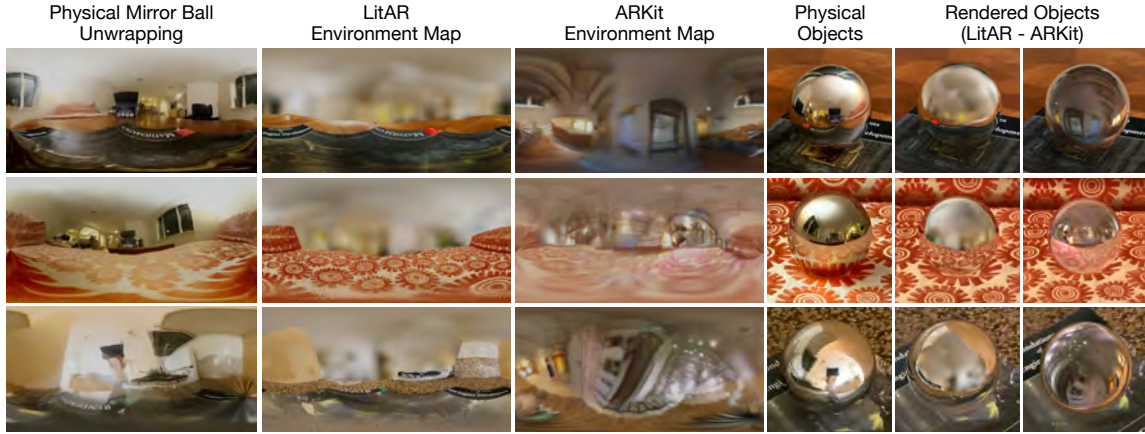 Physical Mirror Ball
Unwrapping
LitAR
Environment Map
ARKit
Environment Map
Physical
Objects
Rendered Objects
(LitAR - ARKit)